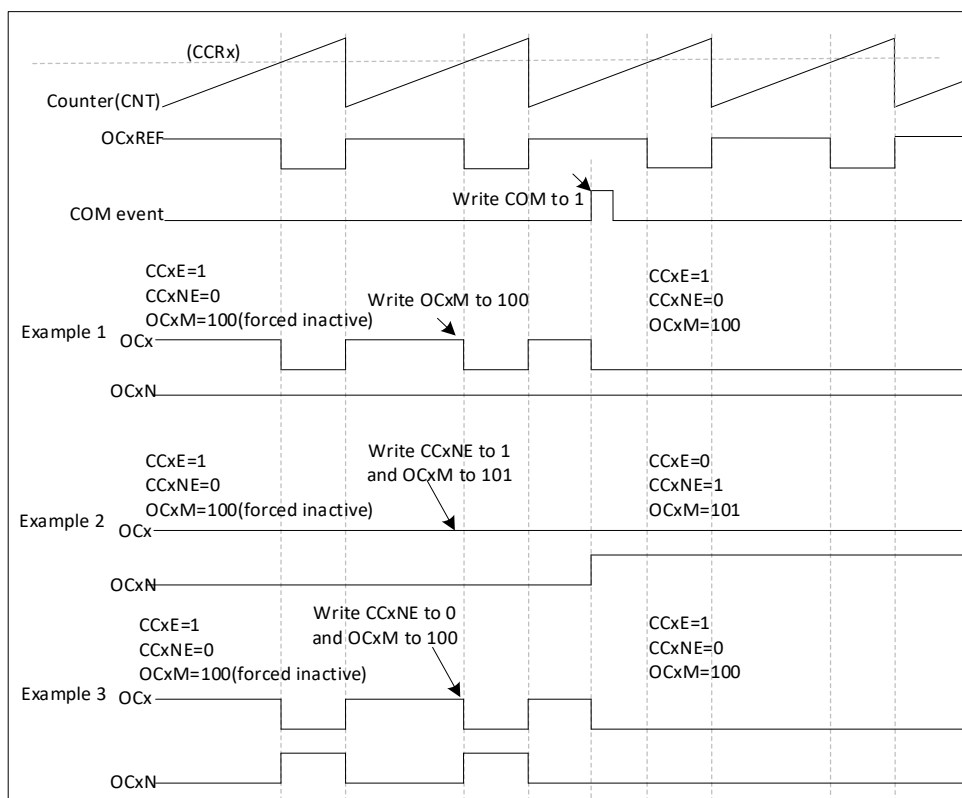 (CCRx)
Counter(CNT)
OCxREF
Write COM to 1
COM event
CCxE=1
CCxNE=0
OCxM=100(forced inactive)
Write OCxM to 100
CCxE=1
CCxNE=0
OCxM=100
Example 1
OCx
OCxN
CCxE=1
CCxNE=0
OCxM=100(forced inactive)
Write CCxNE to 1
and OCxM to 101
CCxE=0
CCxNE=1
OCxM=101
Example 2
OCx
OCxN
CCxE=1
CCxNE=0
OCxM=100(forced inactive)
Write CCxNE to 0
and OCxM to 100
CCxE=1
CCxNE=0
OCxM=100
Example 3
OCx
OCxN